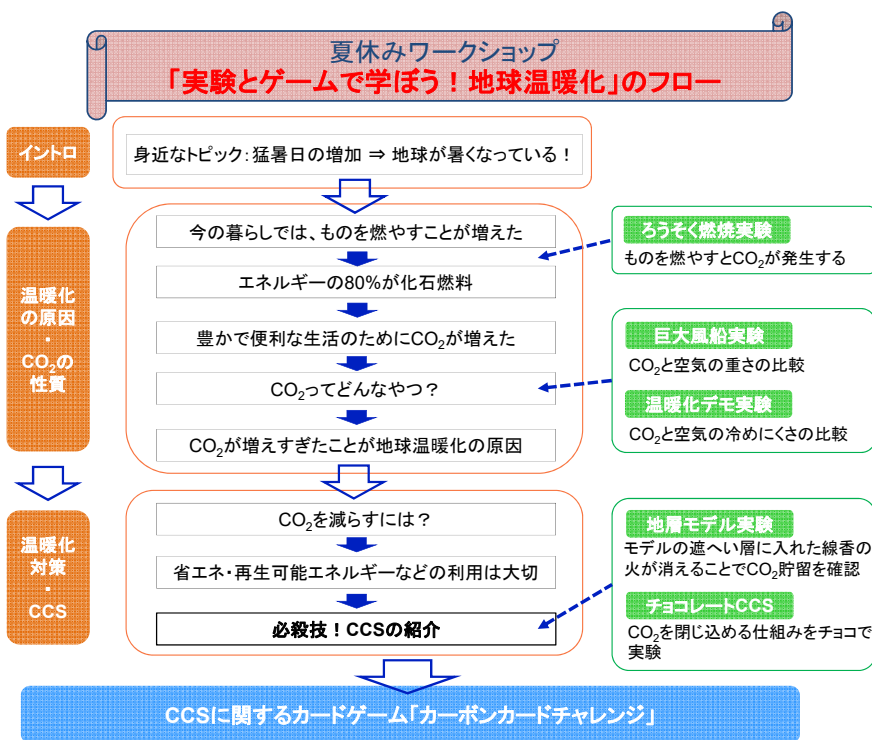 夏休みワークショップ
「実験とゲームで学ぼう！地球温暖化」のフロー
イントロ
身近なトピック：猛暑日の増加 ⇒ 地球が暑くなっている！
温暖化
の原因
・
CO₂の
性質
今の暮らしでは、ものを燃やすことが増えた
エネルギーの80%が化石燃料
豊かで便利な生活のためにCO₂が増えた
CO₂ってどんなやつ？
CO₂が増えすぎたことが地球温暖化の原因
ろうそく燃焼実験
ものを燃やすとCO₂が発生する
巨大風船実験
CO₂と空気の重さの比較
温暖化デモ実験
CO₂と空気の冷めにくさの比較
温暖化
対策
・
CCS
CO₂を減らすには？
省エネ・再生可能エネルギーなどの利用は大切
必殺技！CCSの紹介
地層モデル実験
モデルの遮へい層に入れた線香の
火が消えることでCO₂貯留を確認
チョコレートCCS
CO₂を閉じ込める仕組みをチョコで
実験
CCSに関するカードゲーム「カーボンカードチャレンジ」